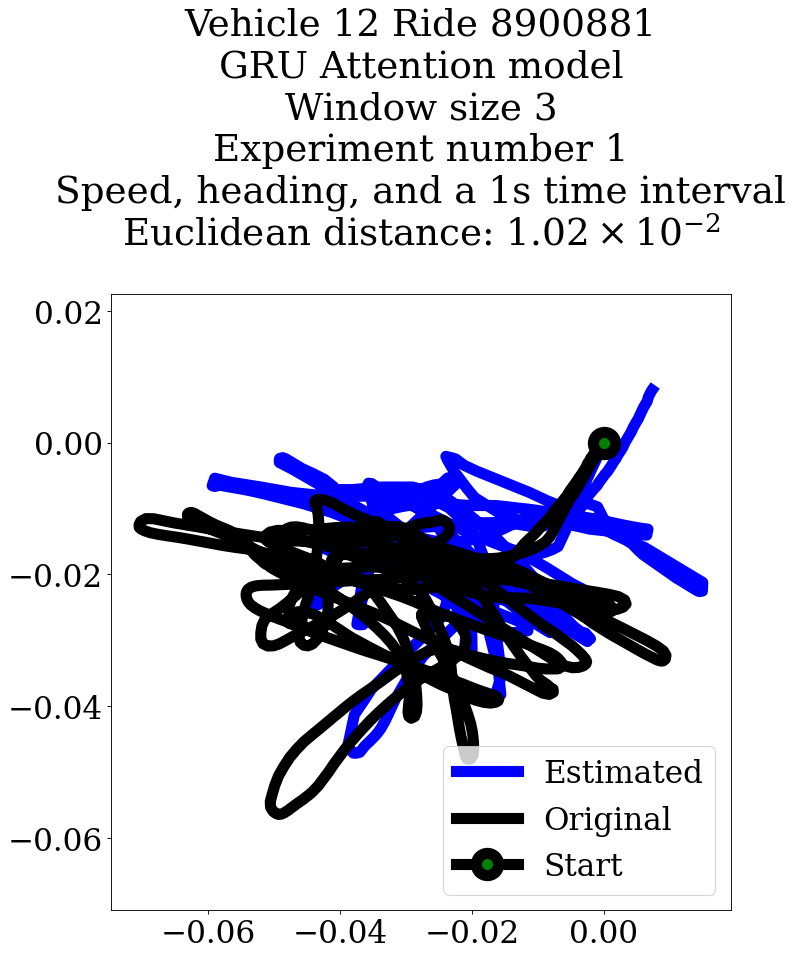 Vehicle 12 Ride 8900881
GRU Attention model
Window size 3
Experiment number 1
Speed, heading, and a 1s time interval
Euclidean distance: 1.02 × 10⁻²
0.02
0.00
−0.02
−0.04
−0.06
Estimated
Original
Start
−0.06 −0.04 −0.02 0.00